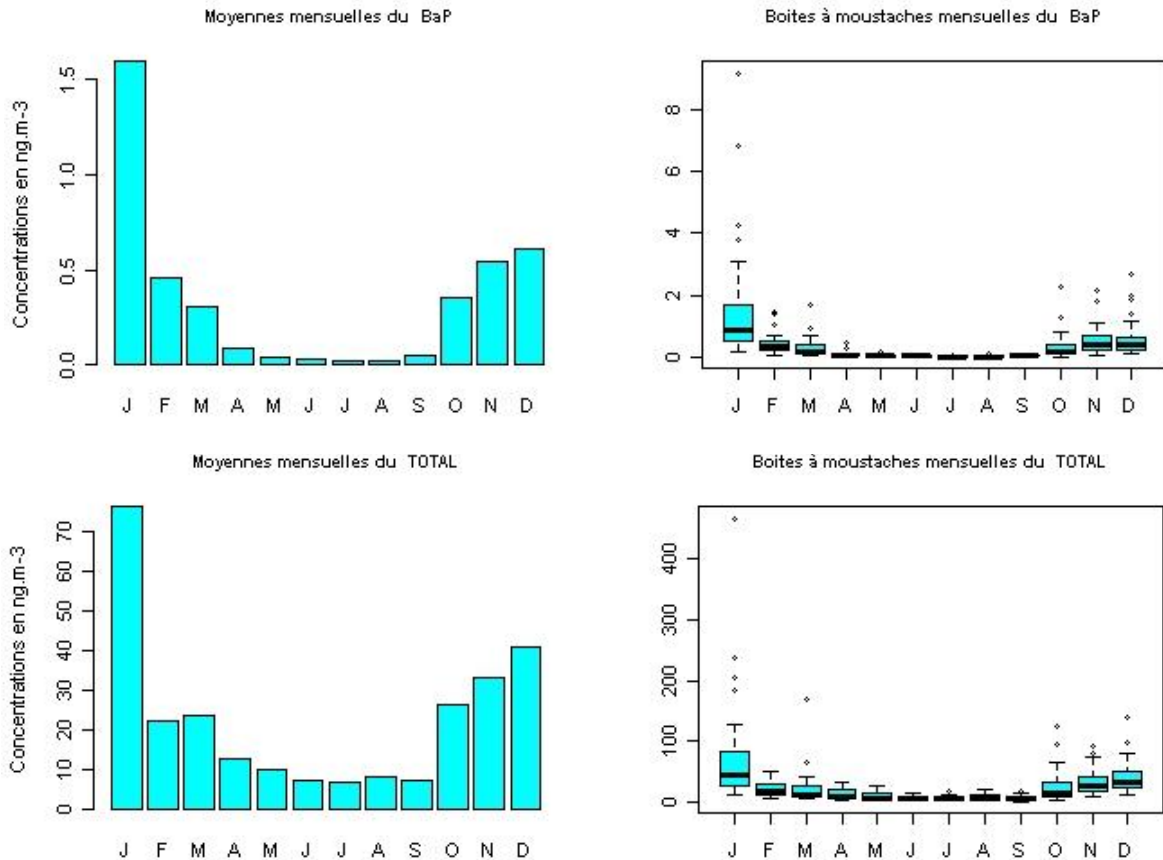 Moyennes mensuelles du BaP
Concentrations en ng.m-3
1.5
1.0
0.5
0.0
J F M A M J J A S O N D
Boites à moustaches mensuelles du BaP
8
6
4
2
0
J F M A M J J A S O N D
Moyennes mensuelles du TOTAL
Concentrations en ng.m-3
70
60
50
40
30
20
10
0
J F M A M J J A S O N D
Boites à moustaches mensuelles du TOTAL
400
300
200
100
0
J F M A M J J A S O N D